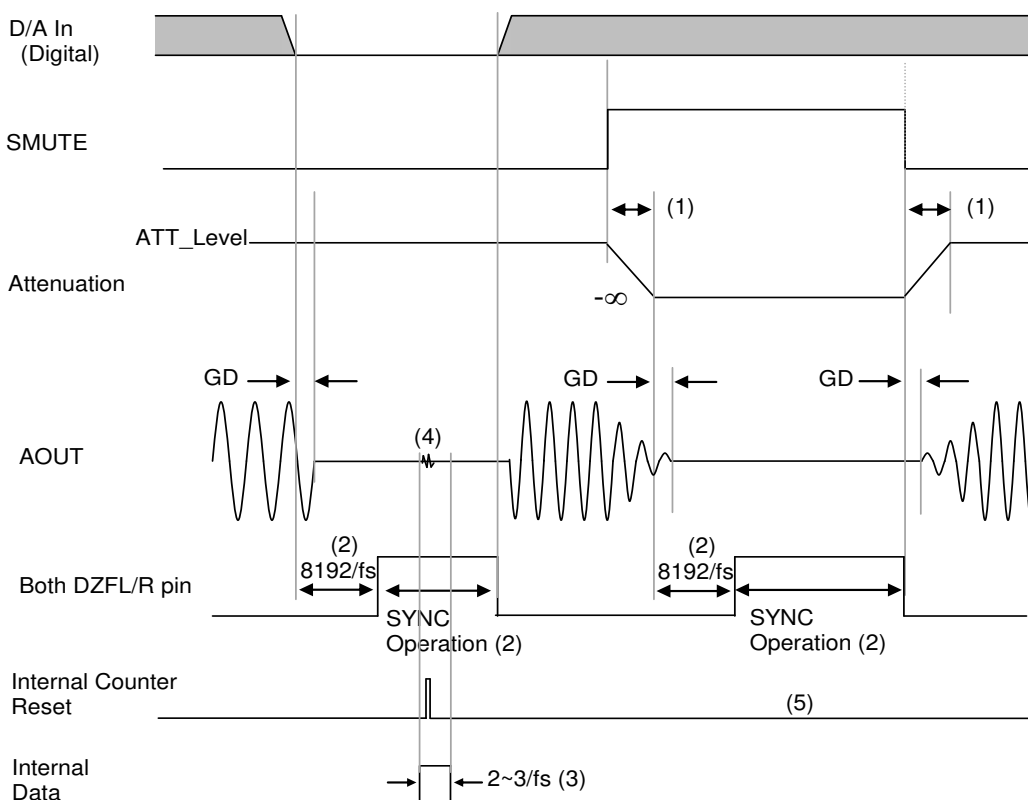 D/A In
(Digital)
SMUTE
(1)
(1)
ATT_Level
Attenuation
-∞
GD
GD
GD
(4)
AOUT
(2)
8192/fs
(2)
8192/fs
Both DZFL/R pin
SYNC
Operation (2)
SYNC
Operation (2)
Internal Counter
Reset
(5)
Internal
Data
2~3/fs (3)